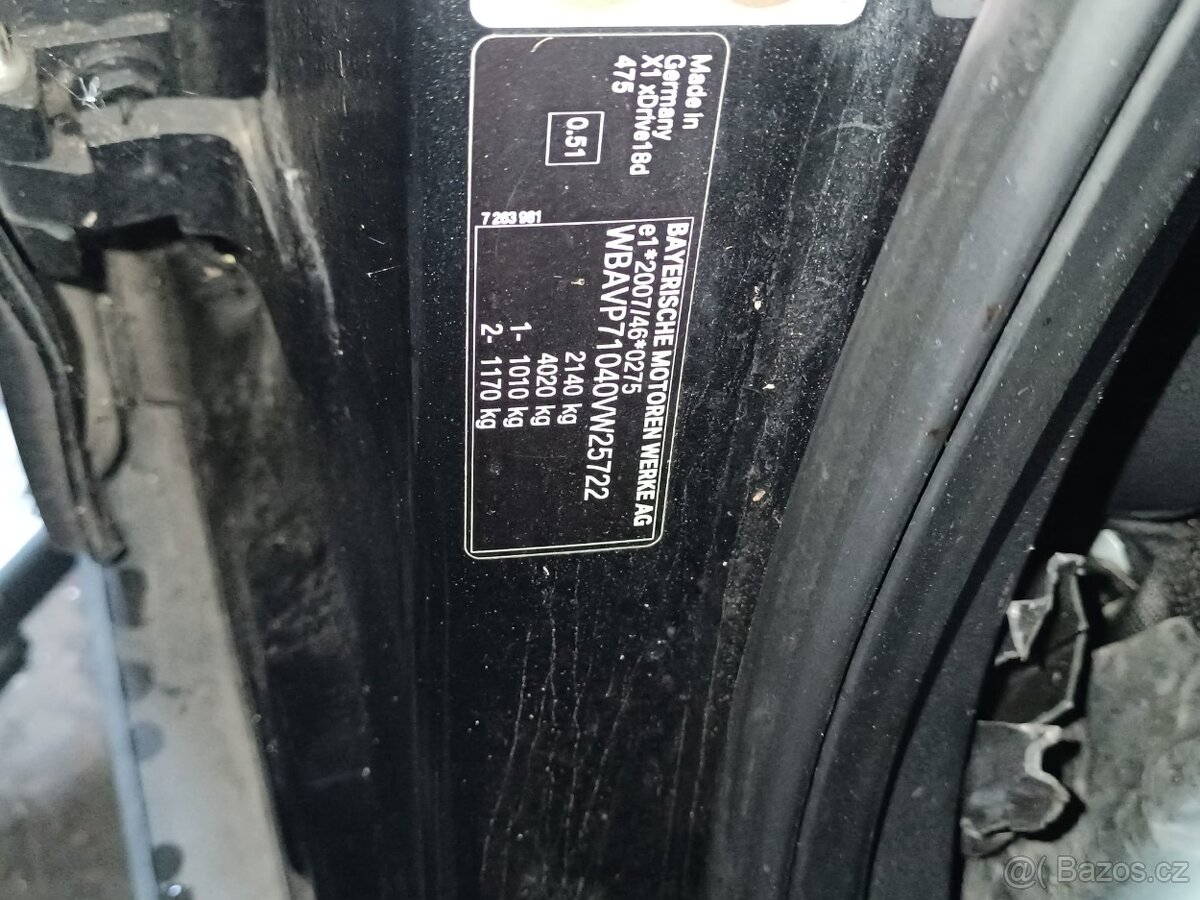 Made in
Germany
X1 xDrive18d
475
0.51
7 263 961
BAYERISCHE MOTOREN WERKE AG
e1*2007/46*0275
WBAVP71040VW25722
2140 kg
4020 kg
1- 1010 kg
2- 1170 kg
@( Bazos.cz